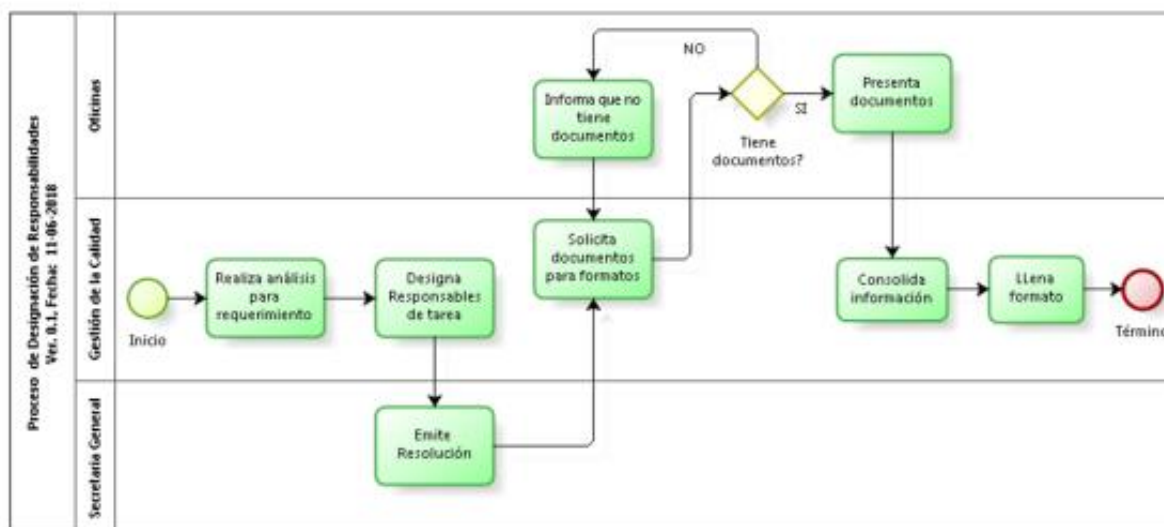 Proceso de Designación de Responsabilidades
Ver. 0.1, Fecha: 11-06-2018
Oficinas
Informa que no
tiene
documentos
NO
Tiene
documentos?
SI
Presenta
documentos
Gestión de la Calidad
Inicio
Realiza análisis
para
requerimiento
Designa
Responsables
de tarea
Solicita
documentos
para formatos
Consolida
información
LLena
formato
Término
Secretaria General
Emite
Resolución